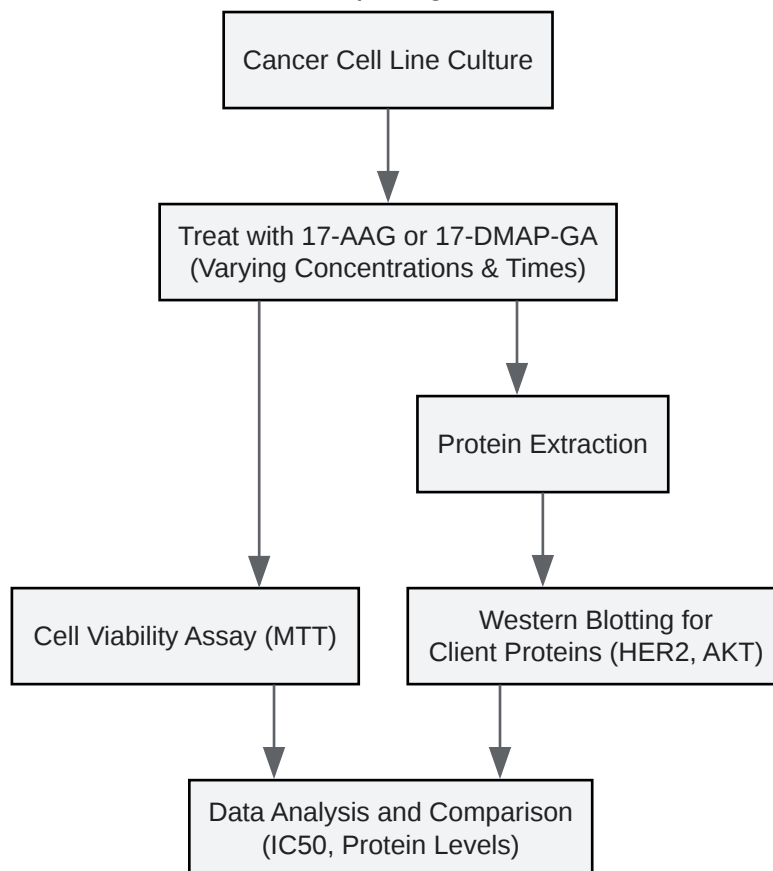 Cancer Cell Line Culture
Treat with 17-AAG or 17-DMAP-GA
(Varying Concentrations & Times)
Protein Extraction
Cell Viability Assay (MTT)
Western Blotting for
Client Proteins (HER2, AKT)
Data Analysis and Comparison
(IC50, Protein Levels)